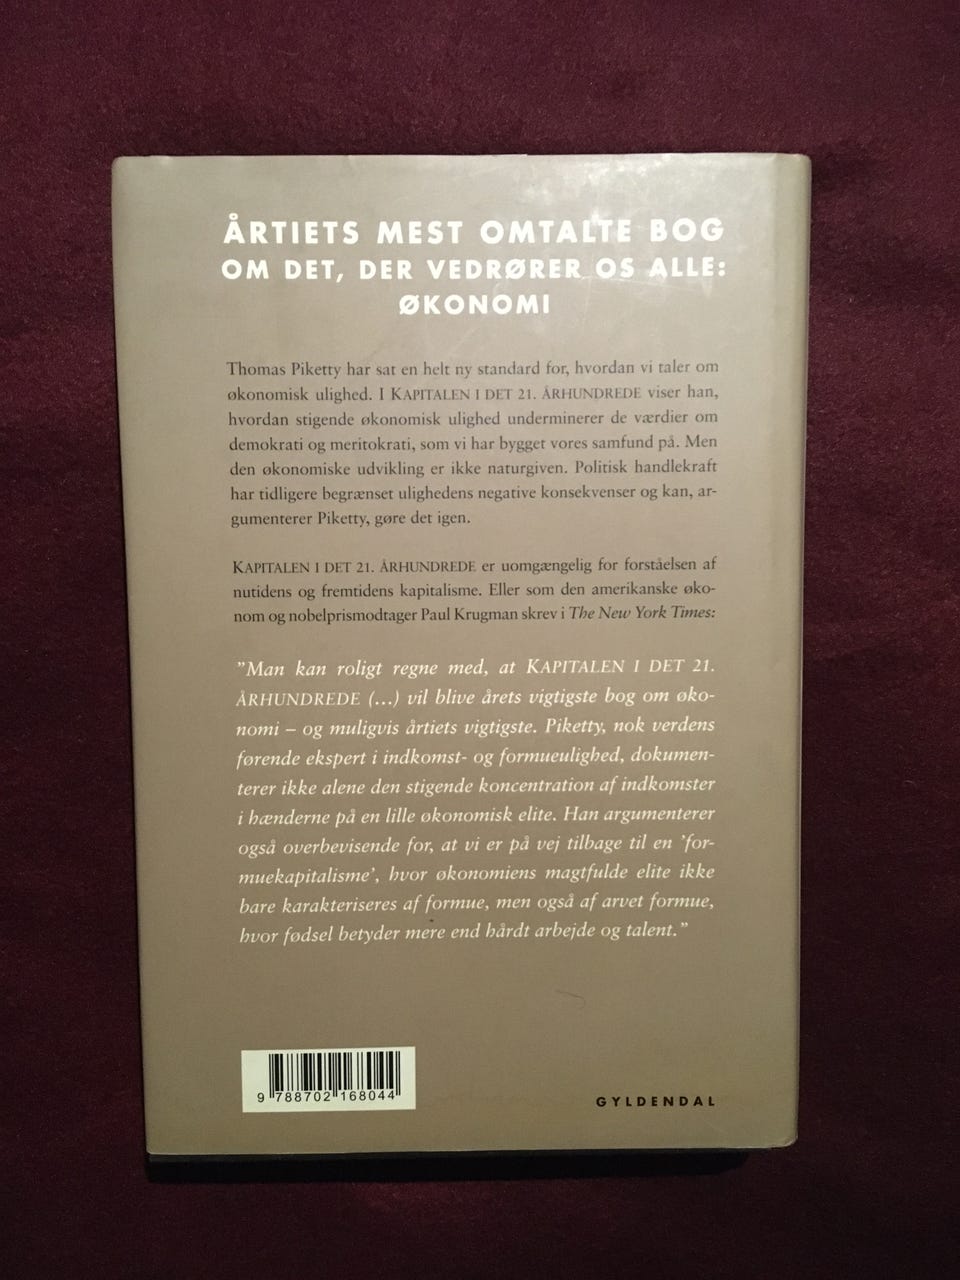 ÅRTIETS MEST OMTALTE BOG
OM DET, DER VEDRØRER OS ALLE:
ØKONOMI
Thomas Piketty har sat en helt ny standard for, hvordan vi taler om
økonomisk ulighed. I KAPITALEN I DET 21. ÅRHUNDREDE viser han,
hvordan stigende økonomisk ulighed underminerer de værdier om
demokrati og meritokrati, som vi har bygget vores samfund på. Men
den økonomiske udvikling er ikke naturgiven. Politisk handlekraft
har tidligere begrænset ulighedens negative konsekvenser og kan, ar-
gumenterer Piketty, gøre det igen.
KAPITALEN I DET 21. ÅRHUNDREDE er uomgængelig for forståelsen af
nutidens og fremtidens kapitalisme. Eller som den amerikanske øko-
nom og nobelprismodtager Paul Krugman skrev i The New York Times:
”Man kan roligt regne med, at KAPITALEN I DET 21.
ÅRHUNDREDE (...) vil blive årets vigtigste bog om øko-
nomi – og muligvis årtiets vigtigste. Piketty, nok verdens
førende ekspert i indkomst- og formueulighed, dokumen-
terer ikke alene den stigende koncentration af indkomster
i hænderne på en lille økonomisk elite. Han argumenterer
også overbevisende for, at vi er på vej tilbage til en ’for-
muekapitalisme’, hvor økonomiens magtfulde elite ikke
bare karakteriseres af formue, men også af arvet formue,
hvor fødsel betyder mere end hårdt arbejde og talent.”
9 788702 168044
GYLDENDAL